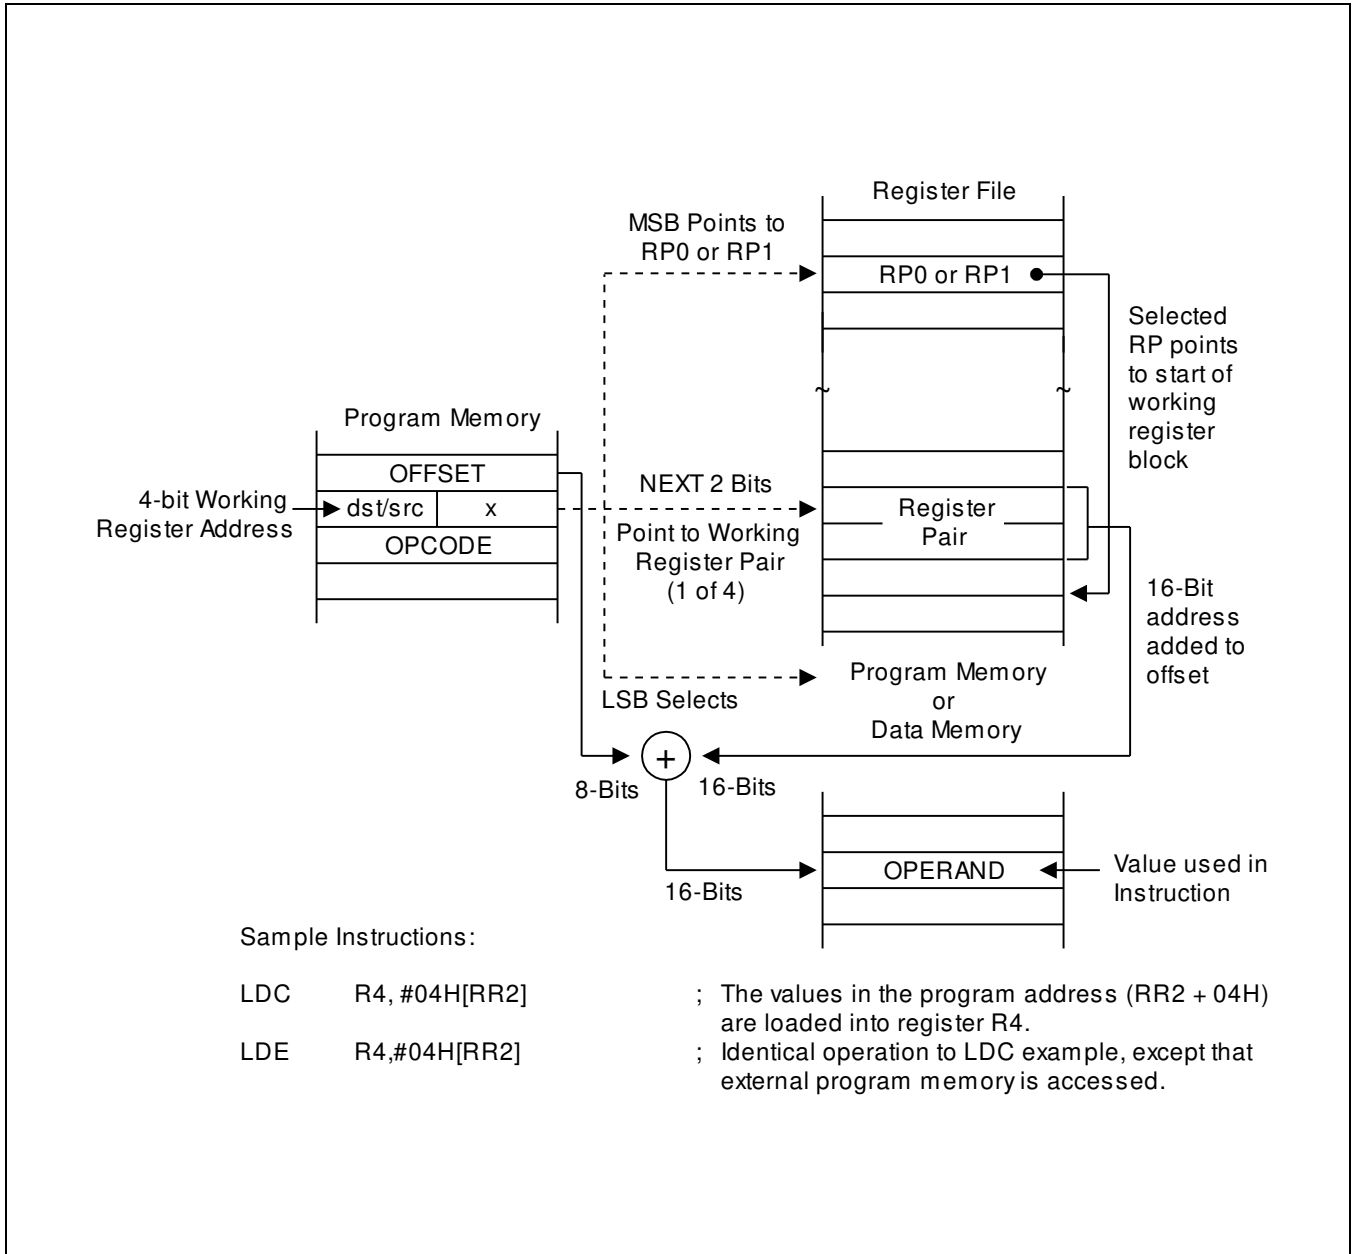 Register File
MSB Points to
RP0 or RP1
RP0 or RP1
Selected
RP points
to start of
working
register
block
~ ~
Program Memory
OFFSET
4-bit Working
Register Address
dst/src x
OPCODE
NEXT 2 Bits
Point to Working
Register Pair
(1 of 4)
Register
Pair
16-Bit
address
added to
offset
LSB Selects
Program Memory
or
Data Memory
+
8-Bits 16-Bits
16-Bits
OPERAND
Value used in
Instruction
Sample Instructions:
LDC R4, #04H[RR2] ; The values in the program address (RR2 + 04H)
are loaded into register R4.
LDE R4,#04H[RR2] ; Identical operation to LDC example, except that
external program memory is accessed.